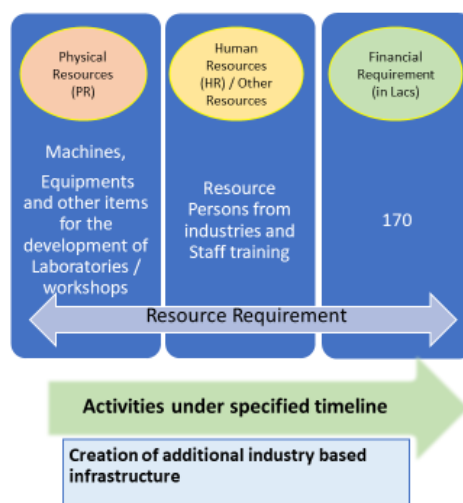 Physical
Resources
(PR)
Human
Resources
(HR) / Other
Resources
Financial
Requirement
(in Lacs)
Machines,
Equipments
and other items
for the
development of
Laboratories /
workshops
Resource
Persons from
industries and
Staff training
170
Resource Requirement
Activities under specified timeline
Creation of additional industry based
infrastructure